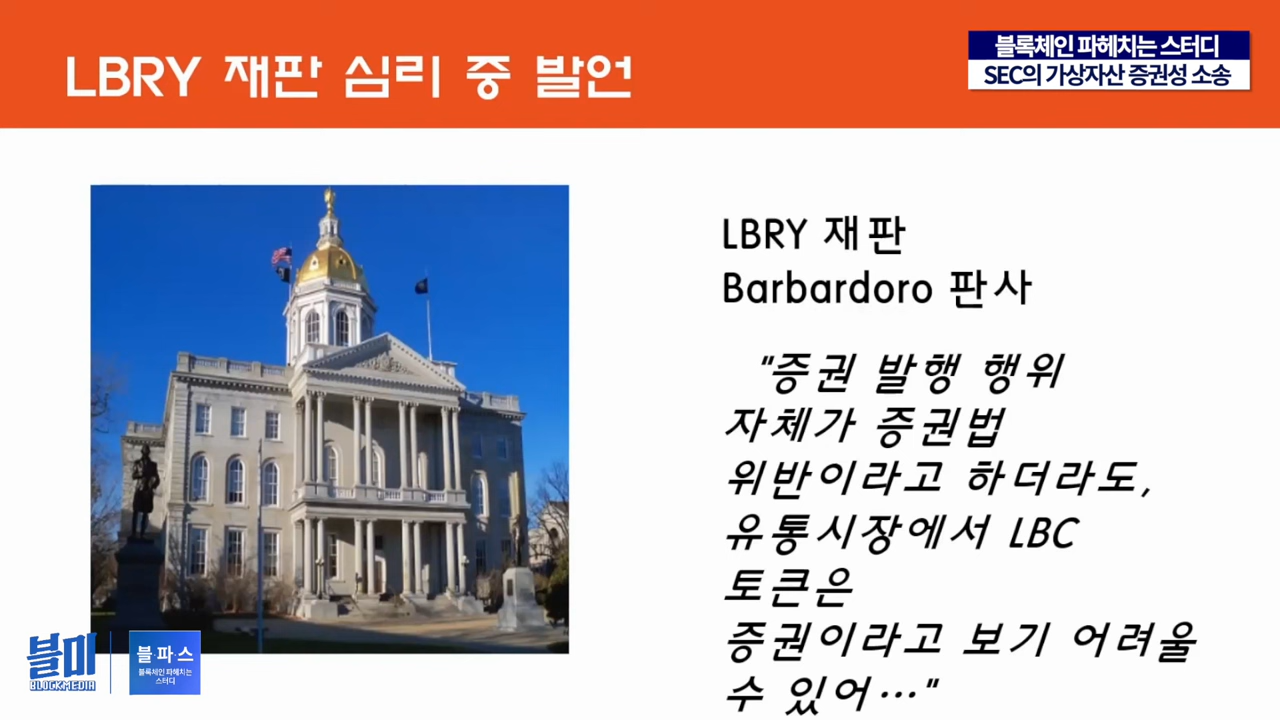 LBRY 재판 심리 중 발언
블록체인 파헤치는 스터디
SEC의 가상자산 증권성 소송
LBRY 재판
Barbardoro 판사
"증권 발행 행위
자체가 증권법
위반이라고 하더라도,
유통시장에서 LBC
토큰은
증권이라고 보기 어려울
수 있어…"
블미
BLOCKMEDIA
블·파·스
블록체인 파헤치는
스터디